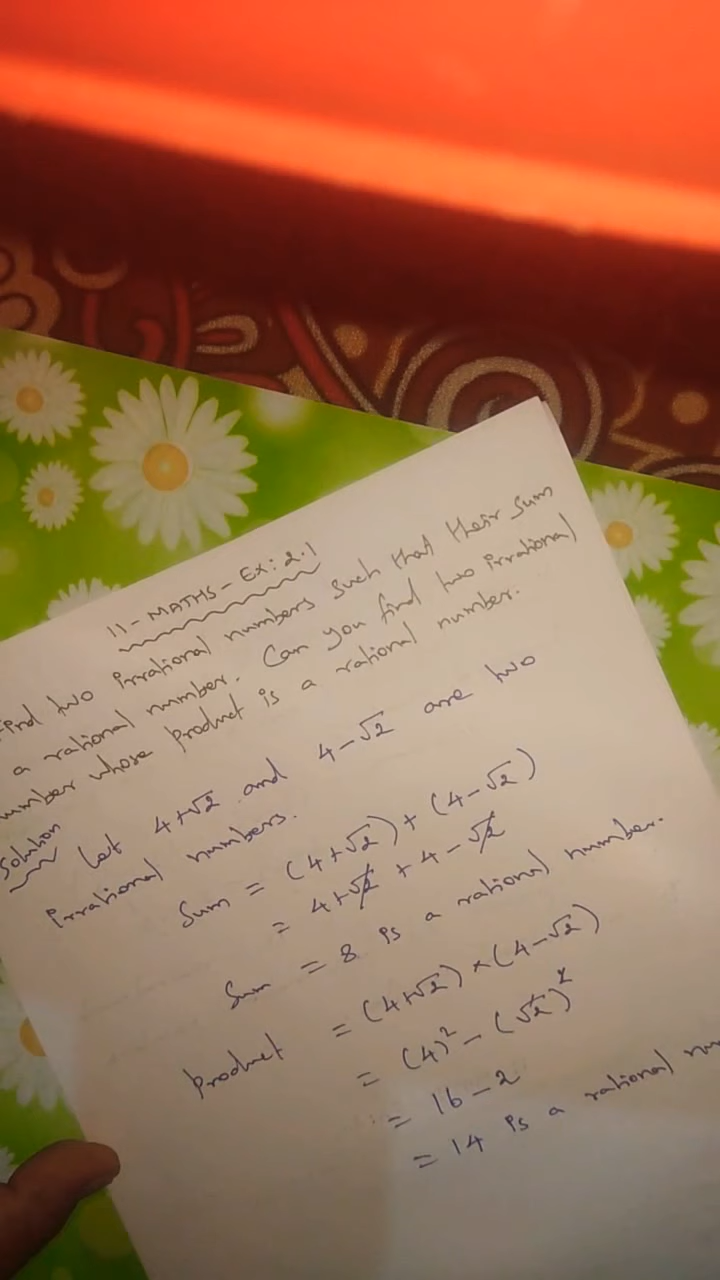 11- MATHS - Ex: 2.1
Find two irrational numbers such that their sum
a rational number. Can you find two irrational
number whose product is a rational number.
Solution
Let 4+√2 and 4-√2 are two
irrational numbers.
Sum = (4+√2) + (4-√2)
= 4+√2 + 4 - √2
Sum = 8 is a rational number.
Product = (4+√2) × (4-√2)
= (4)² - (√2)²
= 16 - 2
= 14 is a rational